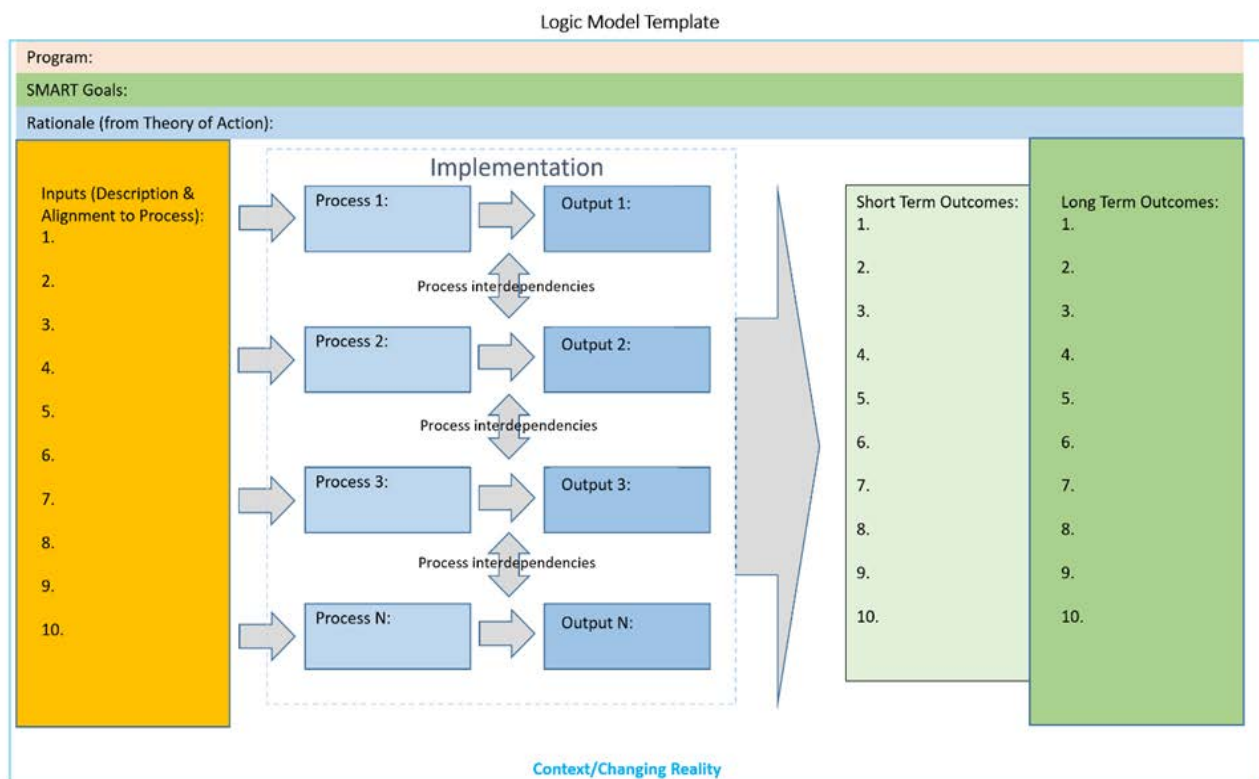 Logic Model Template
Program:
SMART Goals:
Rationale (from Theory of Action):
Inputs (Description &
Alignment to Process):
1.
2.
3.
4.
5.
6.
7.
8.
9.
10.
Implementation
Process 1:
Output 1:
Process interdependencies
Process 2:
Output 2:
Process interdependencies
Process 3:
Output 3:
Process interdependencies
Process N:
Output N:
Short Term Outcomes:
1.
2.
3.
4.
5.
6.
7.
8.
9.
10.
Long Term Outcomes:
1.
2.
3.
4.
5.
6.
7.
8.
9.
10.
Context/Changing Reality